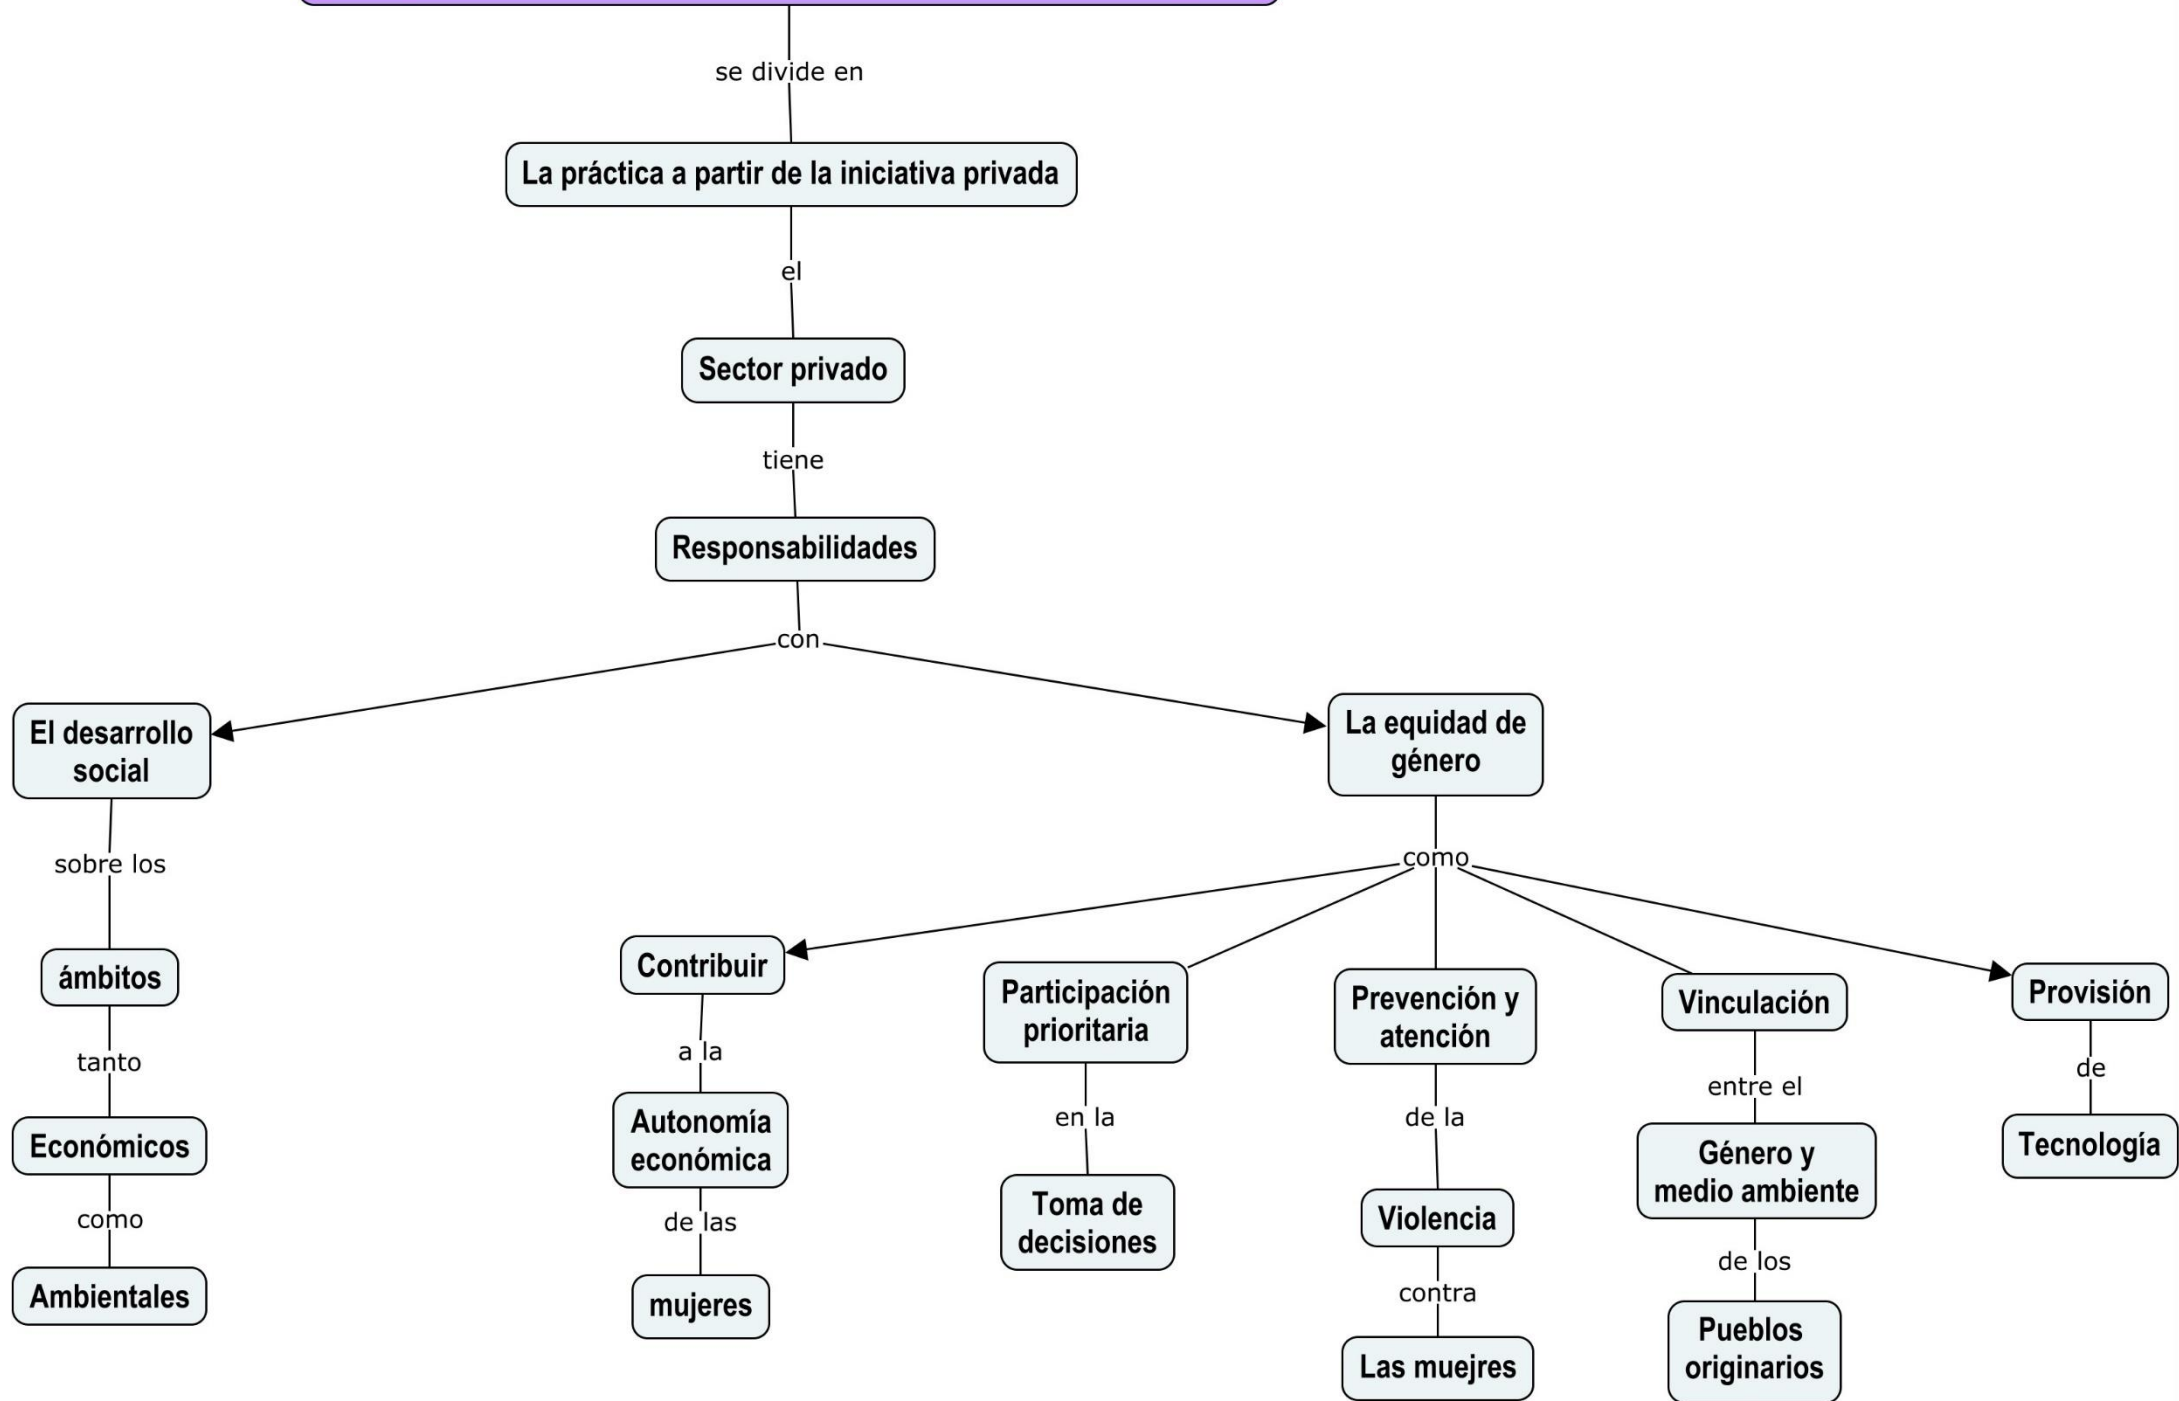 se divide en
La práctica a partir de la iniciativa privada
el
Sector privado
tiene
Responsabilidades
con
El desarrollo
social
sobre los
ámbitos
tanto
Económicos
como
Ambientales
La equidad de
género
como
Contribuir
a la
Autonomía
económica
de las
mujeres
Participación
prioritaria
en la
Toma de
decisiones
Prevención y
atención
de la
Violencia
contra
Las muejres
Vinculación
entre el
Género y
medio ambiente
de los
Pueblos
originarios
Provisión
de
Tecnología